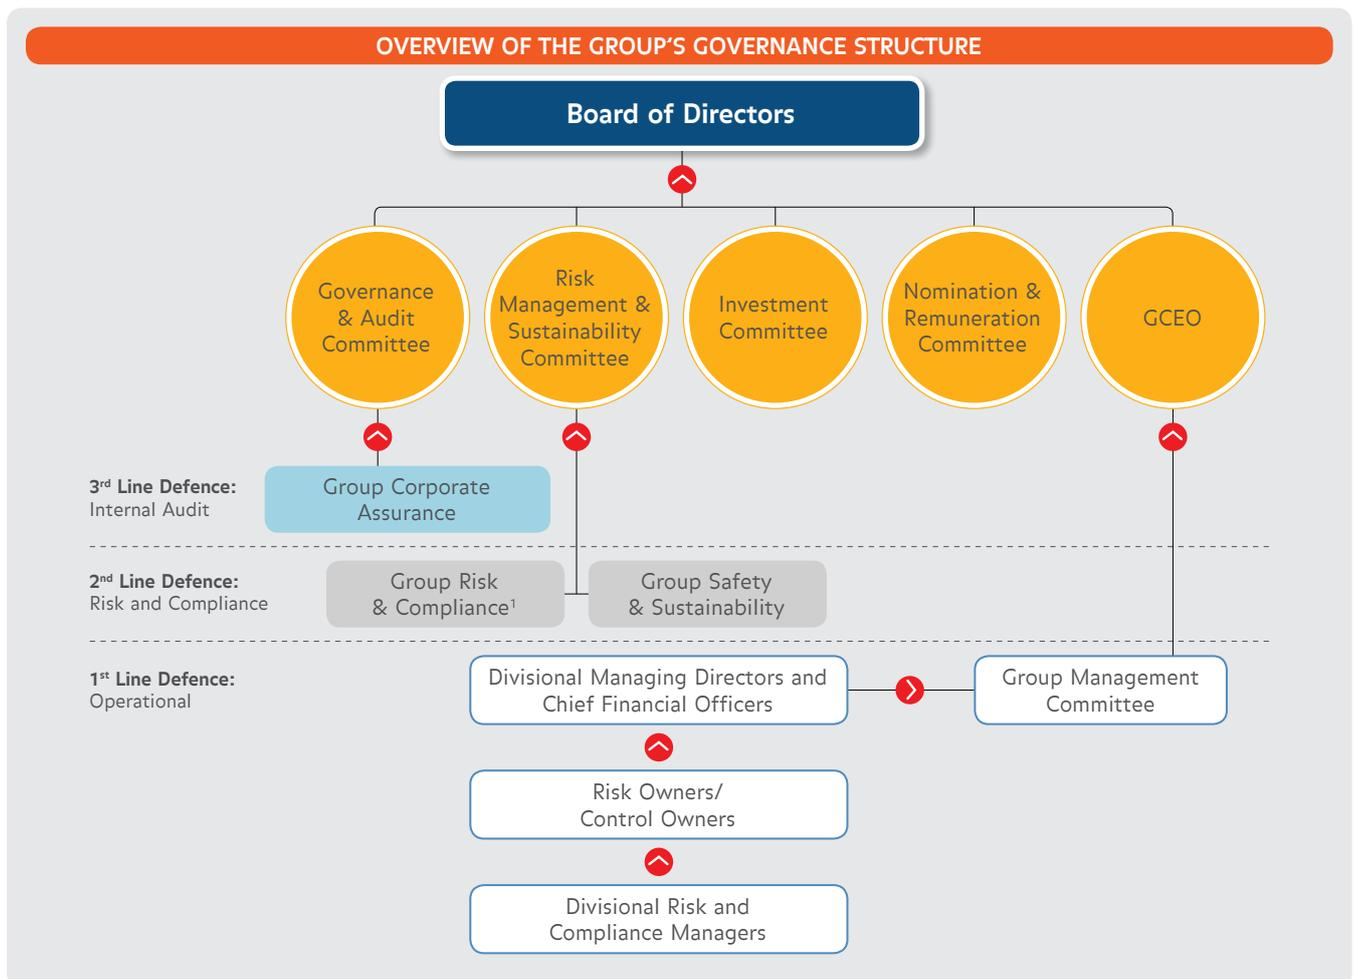 OVERVIEW OF THE GROUP’S GOVERNANCE STRUCTURE
Board of Directors
Governance
& Audit
Committee
Risk
Management &
Sustainability
Committee
Investment
Committee
Nomination &
Remuneration
Committee
GCEO
3rd Line Defence:
Internal Audit
Group Corporate
Assurance
2nd Line Defence:
Risk and Compliance
Group Risk
& Compliance1
Group Safety
& Sustainability
1st Line Defence:
Operational
Divisional Managing Directors and
Chief Financial Officers
Group Management
Committee
Risk Owners/
Control Owners
Divisional Risk and
Compliance Managers